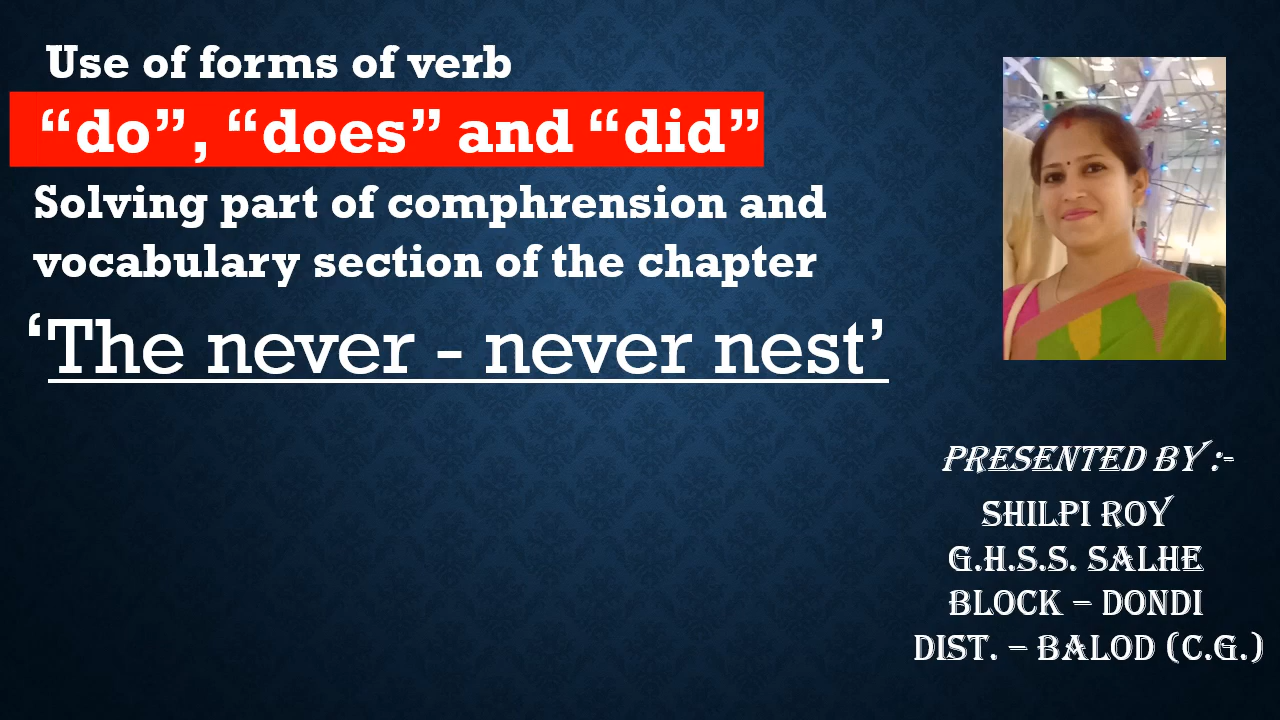 Use of forms of verb
“do”, “does” and “did”
Solving part of comphrension and
vocabulary section of the chapter
‘The never - never nest’
PRESENTED BY :-
SHILPI ROY
G.H.S.S. SALHE
BLOCK – DONDI
DIST. – BALOD (C.G.)